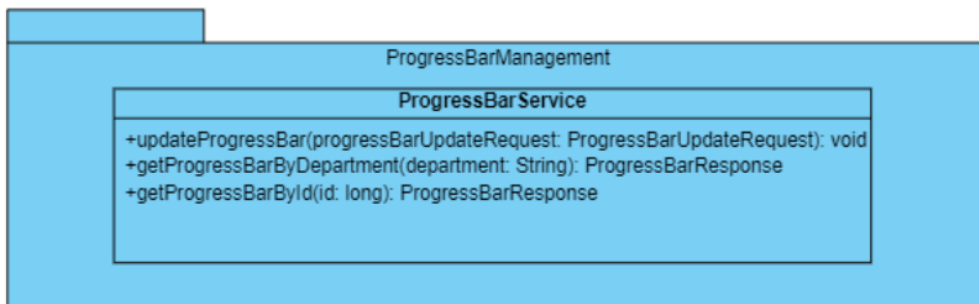 ProgressBarManagement
ProgressBarService
+updateProgressBar(progressBarUpdateRequest: ProgressBarUpdateRequest): void
+getProgressBarByDepartment(department: String): ProgressBarResponse
+getProgressBarById(id: long): ProgressBarResponse